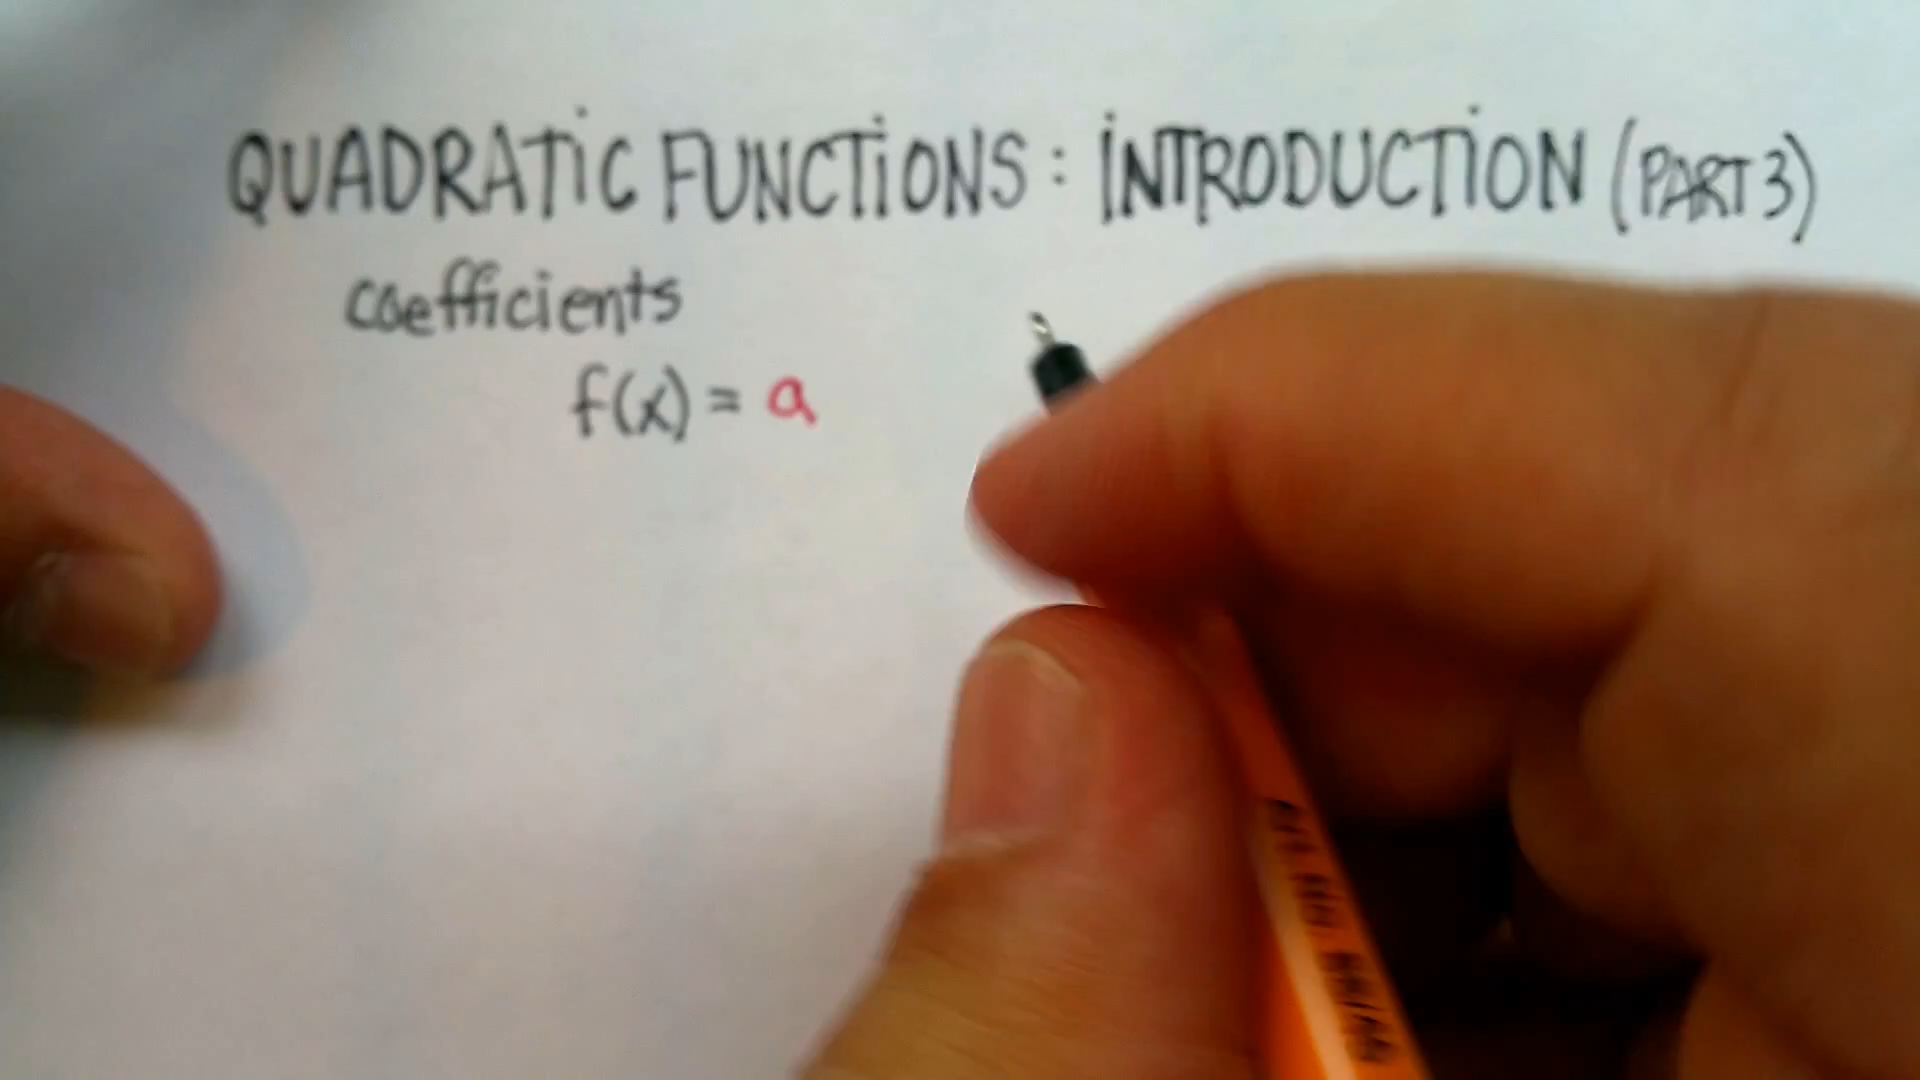 QUADRATIC FUNCTIONS : INTRODUCTION (PART 3)
coefficients
f(x) = a